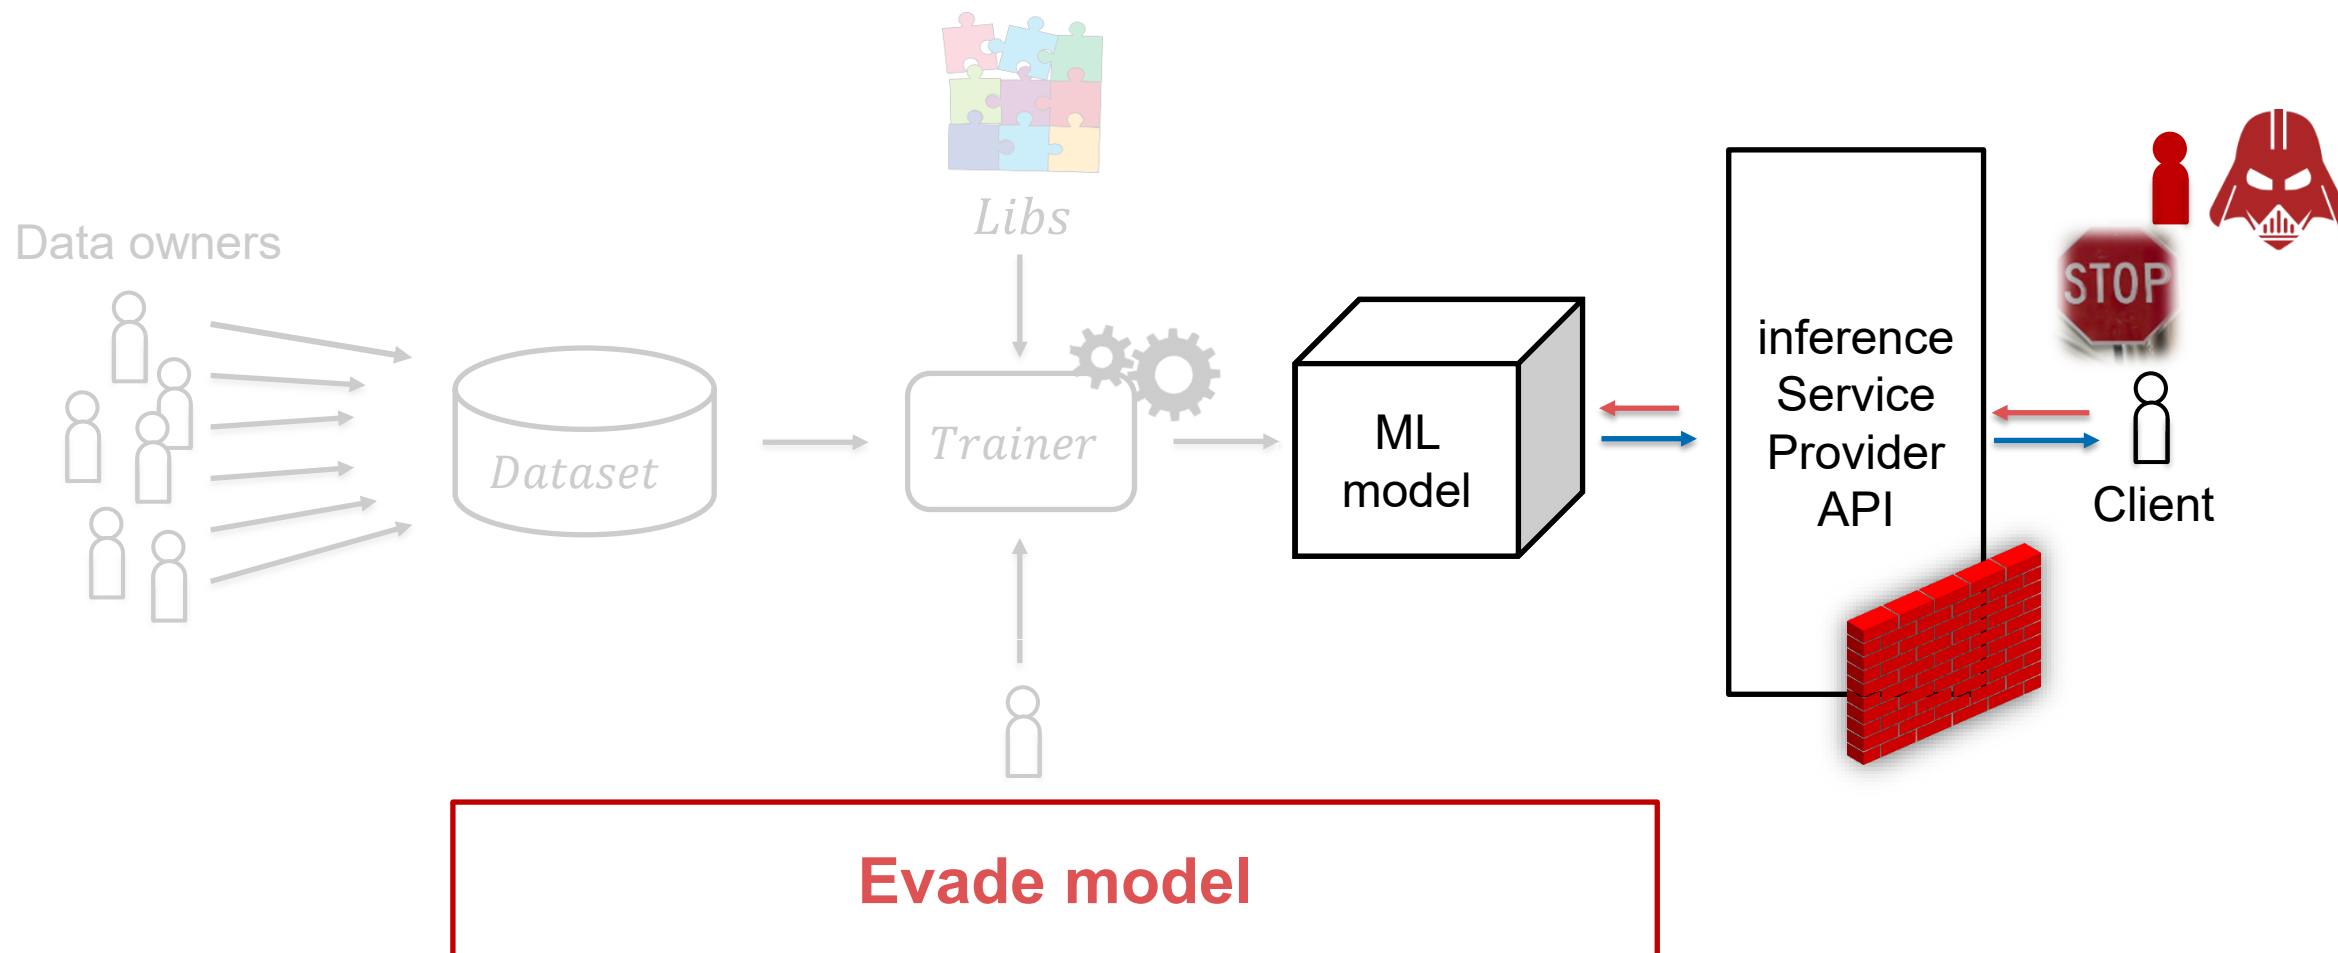 Libs
Data owners
STOP
inference
Service
Provider
API
Dataset
Trainer
ML
model
Client
Evade model